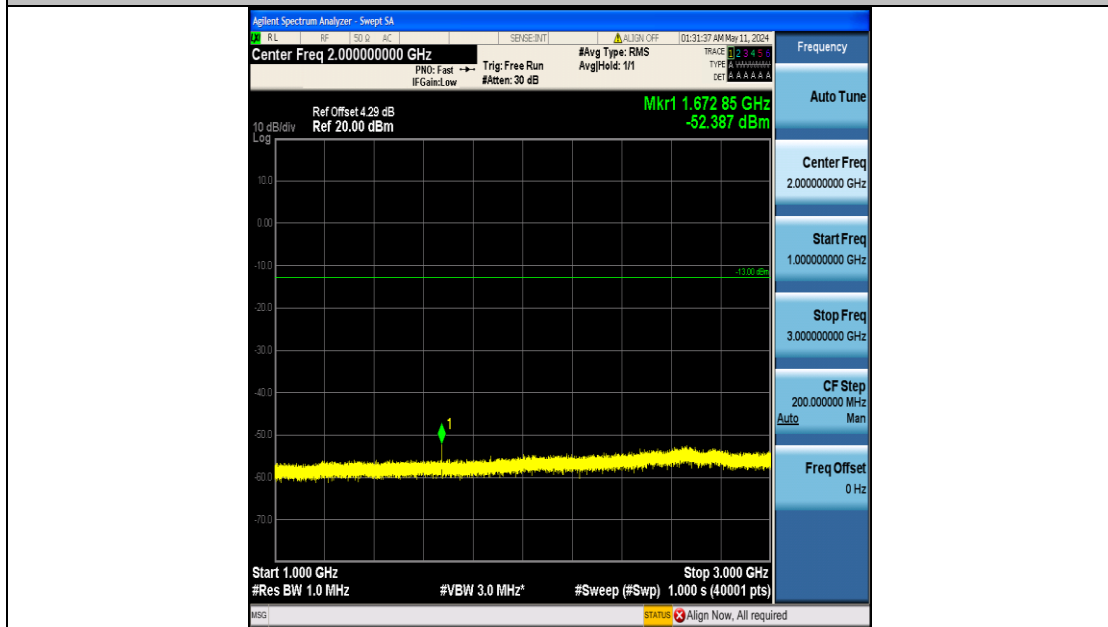 Agilent Spectrum Analyzer - Swept SA
LXI RL RF 50 Ω AC SENSE:INT ALIGN OFF 01:31:37 AM May 11, 2024
Center Freq 2.000000000 GHz
PNO: Fast
IFGain:Low
Trig: Free Run
#Atten: 30 dB
#Avg Type: RMS
Avg|Hold: 1/1
TRACE 1 2 3 4 5 6
TYPE A WWWWW
DET A A A A A A
Frequency
Auto Tune
Mkr1 1.672 85 GHz
-52.387 dBm
Ref Offset 4.29 dB
10 dB/div Ref 20.00 dBm
Log
10.0
0.00
-10.0
-13.00 dBm
-20.0
-30.0
-40.0
1
-50.0
-60.0
-70.0
Center Freq
2.000000000 GHz
Start Freq
1.000000000 GHz
Stop Freq
3.000000000 GHz
CF Step
200.000000 MHz
Auto Man
Freq Offset
0 Hz
Start 1.000 GHz Stop 3.000 GHz
#Res BW 1.0 MHz #VBW 3.0 MHz* #Sweep (#Swp) 1.000 s (40001 pts)
MSG STATUS Align Now, All required